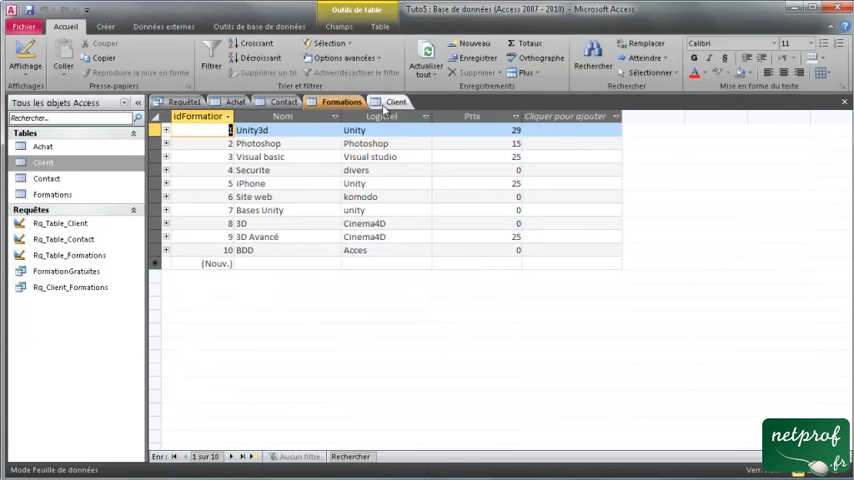 Outils de table
Tuto5 : Base de données (Access 2007 - 2010) - Microsoft Access
Fichier Accueil Créer Données externes Outils de base de données Champs Table
Affichage
Affichages
Coller
Couper
Copier
Reproduire la mise en forme
Presse-papiers
Filtrer
Croissant
Décroissant
Supprimer un tri
Sélection
Options avancées
Activer/désactiver le filtre
Trier et filtrer
Actualiser tout
Nouveau
Enregistrer
Supprimer
Totaux
Orthographe
Plus
Enregistrements
Rechercher
Remplacer
Atteindre
Sélectionner
Rechercher
Calibri 11
G I S
Mise en forme du texte
Tous les objets Access
Rechercher...
Tables
Achat
Client
Contact
Formations
Requêtes
Rq_Table_Client
Rq_Table_Contact
Rq_Table_Formations
FormationGratuites
Rq_Client_Formations
Requête1 Achat Contact Formations Client
idFormation Nom Logiciel Prix Cliquer pour ajouter
1 Unity3d Unity 29
2 Photoshop Photoshop 15
3 Visual basic Visual studio 25
4 Securite divers 0
5 iPhone Unity 25
6 Site web komodo 0
7 Bases Unity unity 0
8 3D Cinema4D 0
9 3D Avancé Cinema4D 25
10 BDD Acces 0
(Nouv.)
Enr : 1 sur 10 Aucun filtre Rechercher
Mode Feuille de données
netprof
.fr